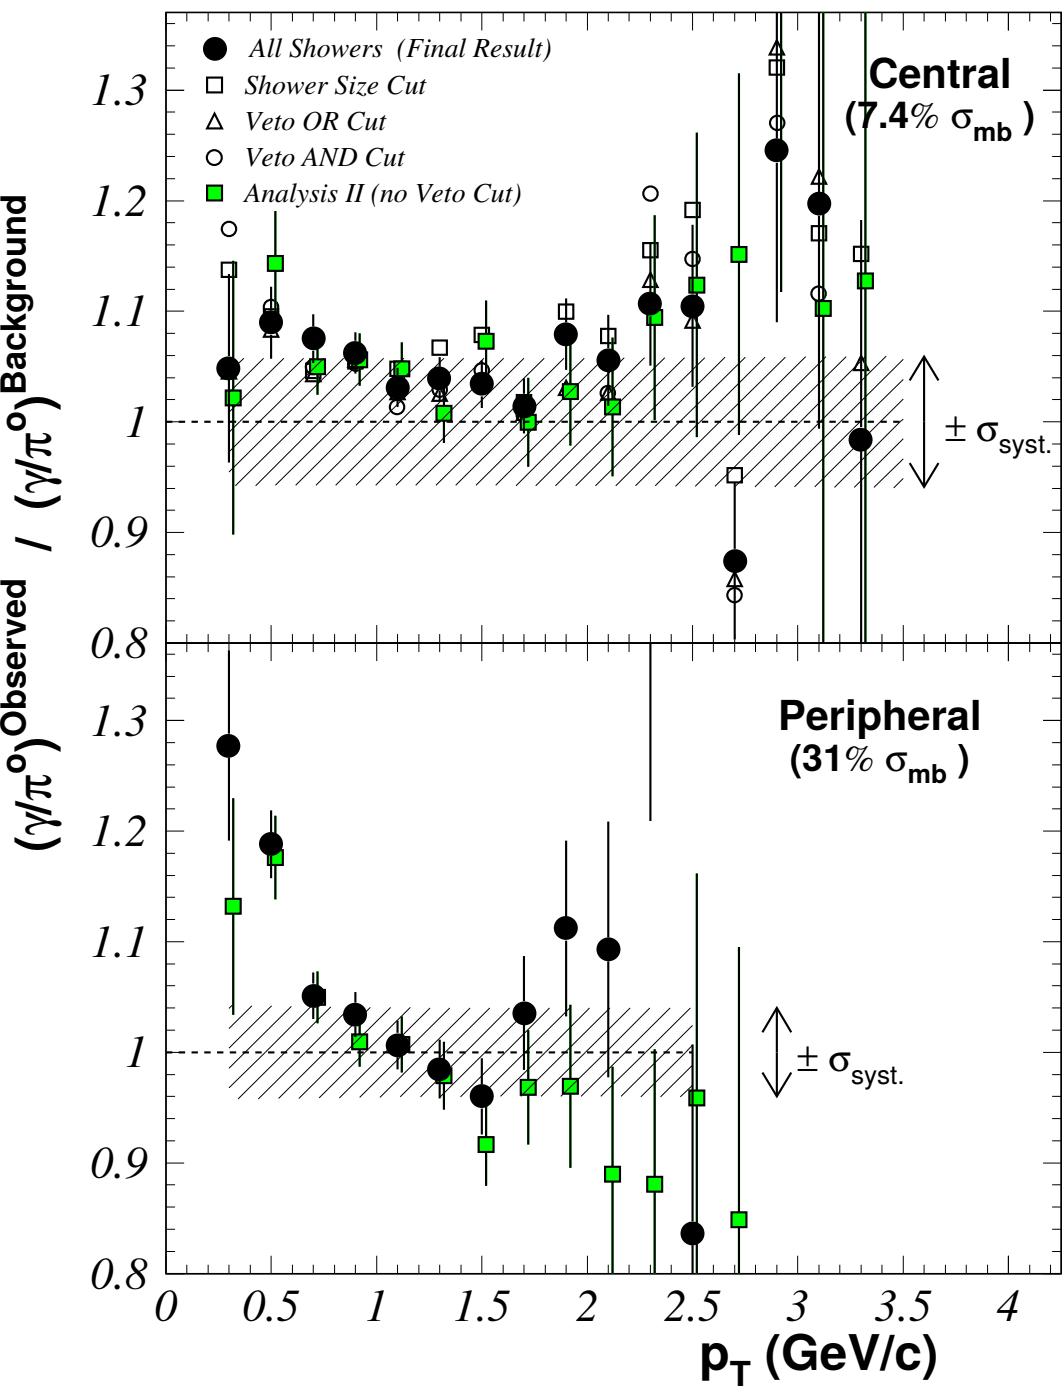 (γ/π⁰)Observed / (γ/π⁰)Background
1.3
1.2
1.1
1
0.9
0.8
All Showers (Final Result)
Shower Size Cut
Veto OR Cut
Veto AND Cut
Analysis II (no Veto Cut)
Central
(7.4% σmb )
± σsyst.
1.3
1.2
1.1
1
0.9
0.8
Peripheral
(31% σmb )
± σsyst.
0 0.5 1 1.5 2 2.5 3 3.5 4
pT (GeV/c)